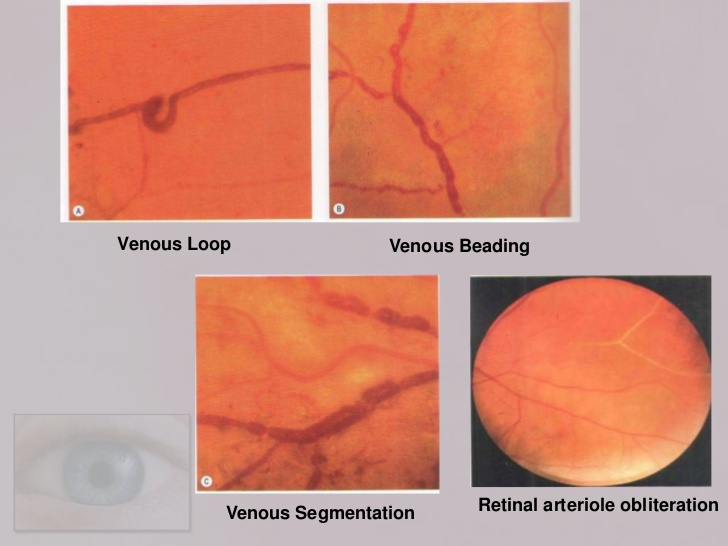 A
B
Venous Loop
Venous Beading
C
Venous Segmentation
Retinal arteriole obliteration